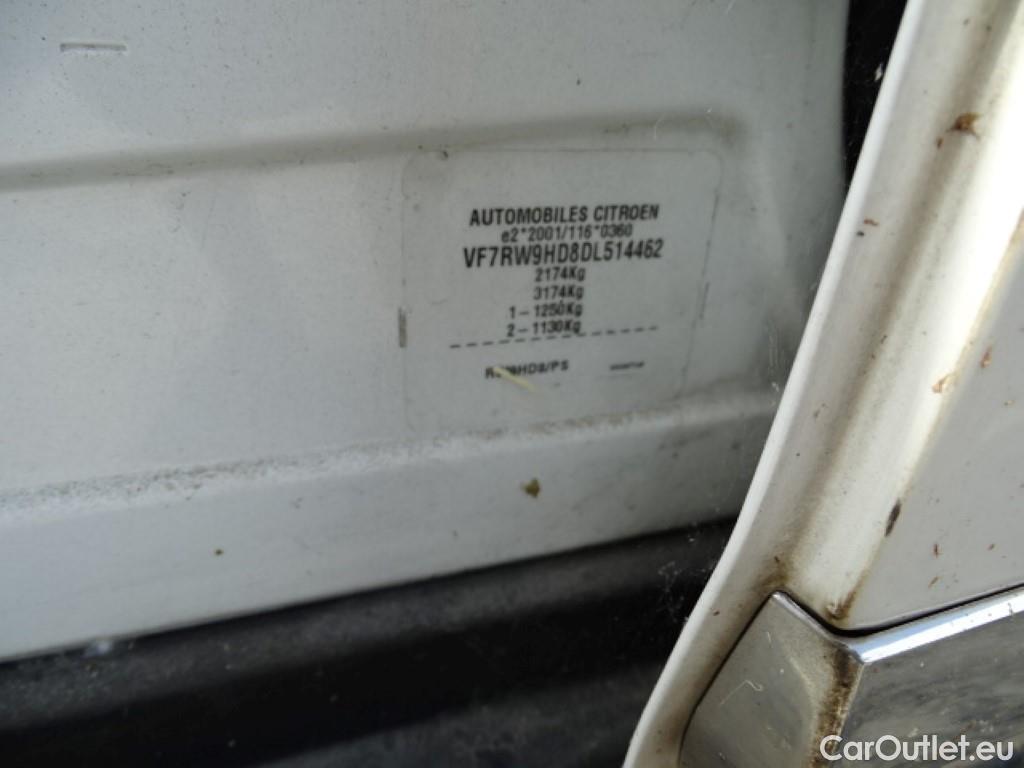 AUTOMOBILES CITROEN
e2*2001/116*0360
VF7RW9HD8DL514462
2174Kg
3174Kg
1-1250Kg
2-1130Kg
CarOutlet.eu